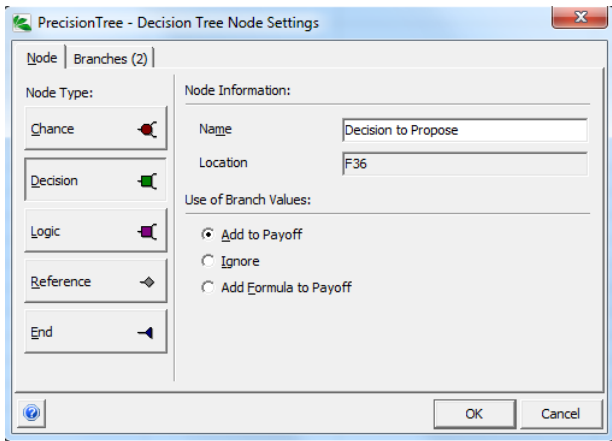 PrecisionTree - Decision Tree Node Settings
Node
Branches (2)
Node Type:
Chance
Decision
Logic
Reference
End
Node Information:
Name
Decision to Propose
Location
F36
Use of Branch Values:
Add to Payoff
Ignore
Add Formula to Payoff
OK
Cancel